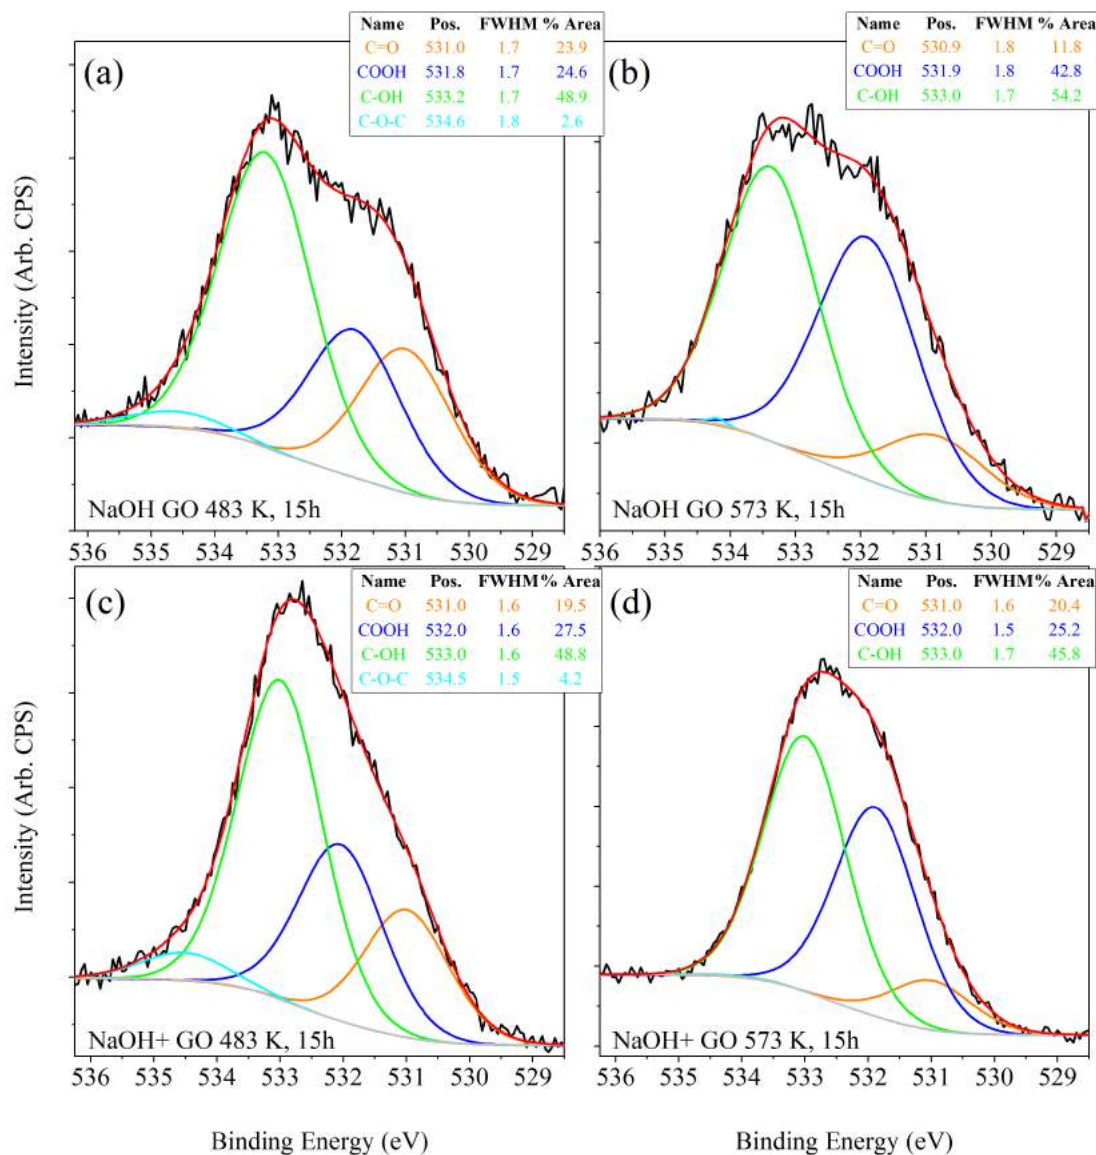 Name Pos. FWHM % Area
C=O 531.0 1.7 23.9
COOH 531.8 1.7 24.6
C-OH 533.2 1.7 48.9
C-O-C 534.6 1.8 2.6
(a)
Intensity (Arb. CPS)
NaOH GO 483 K, 15h
536 535 534 533 532 531 530 529
Name Pos. FWHM % Area
C=O 530.9 1.8 11.8
COOH 531.9 1.8 42.8
C-OH 533.0 1.7 54.2
(b)
NaOH GO 573 K, 15h
536 535 534 533 532 531 530 529
Name Pos. FWHM % Area
C=O 531.0 1.6 19.5
COOH 532.0 1.6 27.5
C-OH 533.0 1.6 48.8
C-O-C 534.5 1.5 4.2
(c)
Intensity (Arb. CPS)
NaOH+ GO 483 K, 15h
536 535 534 533 532 531 530 529
Binding Energy (eV)
Name Pos. FWHM % Area
C=O 531.0 1.6 20.4
COOH 532.0 1.5 25.2
C-OH 533.0 1.7 45.8
(d)
NaOH+ GO 573 K, 15h
536 535 534 533 532 531 530 529
Binding Energy (eV)